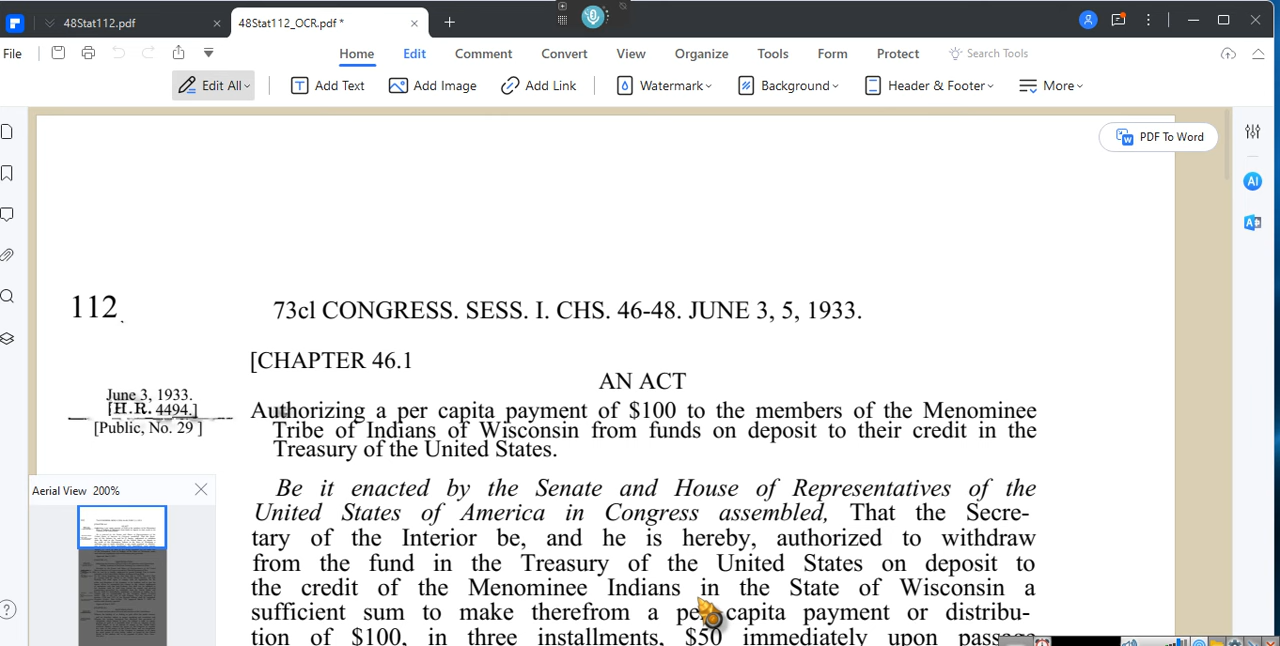 48Stat112.pdf
48Stat112_OCR.pdf *
File
Home
Edit
Comment
Convert
View
Organize
Tools
Form
Protect
Search Tools
Edit All
Add Text
Add Image
Add Link
Watermark
Background
Header & Footer
More
PDF To Word
AI
112
73cl CONGRESS. SESS. I. CHS. 46-48. JUNE 3, 5, 1933.
[CHAPTER 46.1
AN ACT
June 3, 1933.
[H.R. 4494.]
[Public, No. 29 ]
Authorizing a per capita payment of $100 to the members of the Menominee
Tribe of Indians of Wisconsin from funds on deposit to their credit in the
Treasury of the United States.
Aerial View 200%
Be it enacted by the Senate and House of Representatives of the
United States of America in Congress assembled, That the Secre-
tary of the Interior be, and he is hereby, authorized to withdraw
from the fund in the Treasury of the United States on deposit to
the credit of the Menominee Indians in the State of Wisconsin a
sufficient sum to make therefrom a per capita payment or distribu-
tion of $100, in three installments, $50 immediately upon passage